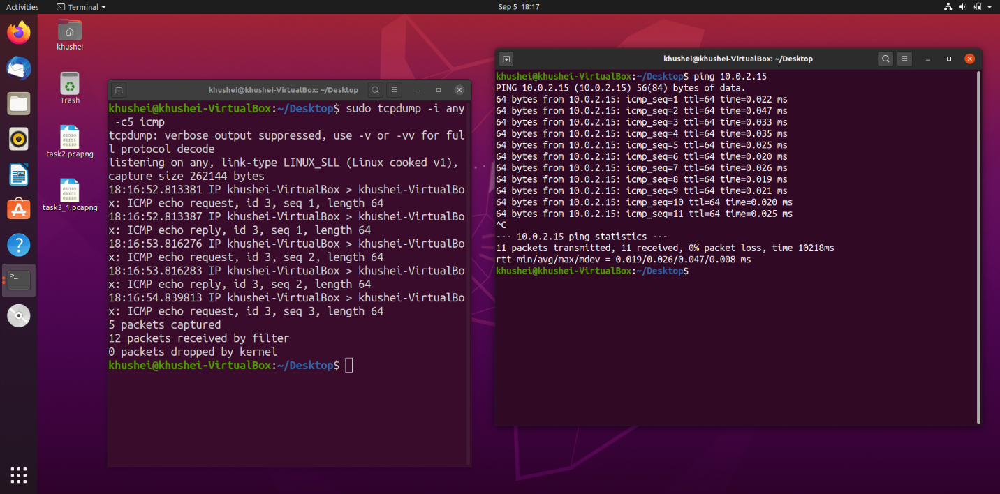 Activities
Terminal
Sep 5 18:17
khushei
Trash
task2.pcapng
task3_1.pcapng
khushei@khushei-VirtualBox: ~/Desktop
khushei@khushei-VirtualBox:~/Desktop$ sudo tcpdump -i any
 -c5 icmp
tcpdump: verbose output suppressed, use -v or -vv for ful
l protocol decode
listening on any, link-type LINUX_SLL (Linux cooked v1),
capture size 262144 bytes
18:16:52.813381 IP khushei-VirtualBox > khushei-VirtualBo
x: ICMP echo request, id 3, seq 1, length 64
18:16:52.813387 IP khushei-VirtualBox > khushei-VirtualBo
x: ICMP echo reply, id 3, seq 1, length 64
18:16:53.816276 IP khushei-VirtualBox > khushei-VirtualBo
x: ICMP echo request, id 3, seq 2, length 64
18:16:53.816283 IP khushei-VirtualBox > khushei-VirtualBo
x: ICMP echo reply, id 3, seq 2, length 64
18:16:54.839813 IP khushei-VirtualBox > khushei-VirtualBo
x: ICMP echo request, id 3, seq 3, length 64
5 packets captured
12 packets received by filter
0 packets dropped by kernel
khushei@khushei-VirtualBox:~/Desktop$
khushei@khushei-VirtualBox: ~/Desktop
khushei@khushei-VirtualBox:~/Desktop$ ping 10.0.2.15
PING 10.0.2.15 (10.0.2.15) 56(84) bytes of data.
64 bytes from 10.0.2.15: icmp_seq=1 ttl=64 time=0.022 ms
64 bytes from 10.0.2.15: icmp_seq=2 ttl=64 time=0.047 ms
64 bytes from 10.0.2.15: icmp_seq=3 ttl=64 time=0.033 ms
64 bytes from 10.0.2.15: icmp_seq=4 ttl=64 time=0.035 ms
64 bytes from 10.0.2.15: icmp_seq=5 ttl=64 time=0.025 ms
64 bytes from 10.0.2.15: icmp_seq=6 ttl=64 time=0.020 ms
64 bytes from 10.0.2.15: icmp_seq=7 ttl=64 time=0.026 ms
64 bytes from 10.0.2.15: icmp_seq=8 ttl=64 time=0.019 ms
64 bytes from 10.0.2.15: icmp_seq=9 ttl=64 time=0.021 ms
64 bytes from 10.0.2.15: icmp_seq=10 ttl=64 time=0.020 ms
64 bytes from 10.0.2.15: icmp_seq=11 ttl=64 time=0.025 ms
^C
--- 10.0.2.15 ping statistics ---
11 packets transmitted, 11 received, 0% packet loss, time 10218ms
rtt min/avg/max/mdev = 0.019/0.026/0.047/0.008 ms
khushei@khushei-VirtualBox:~/Desktop$